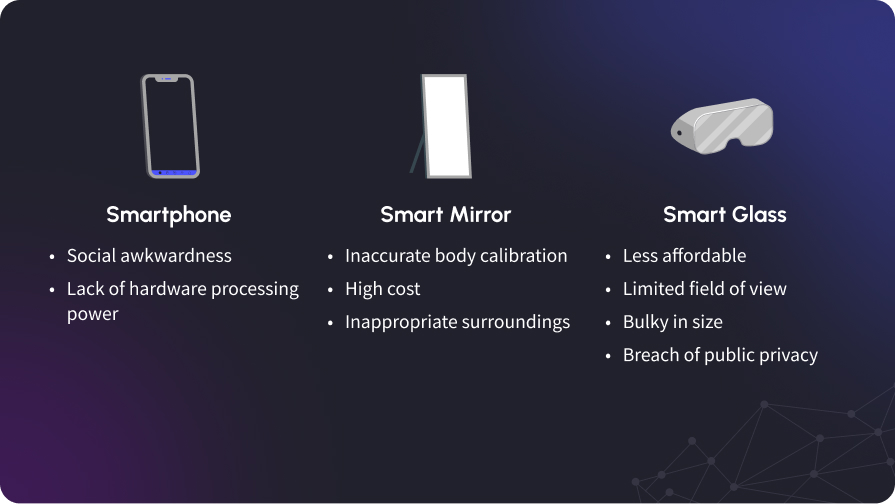 Smartphone
• Social awkwardness
• Lack of hardware processing
power
Smart Mirror
• Inaccurate body calibration
• High cost
• Inappropriate surroundings
Smart Glass
• Less affordable
• Limited field of view
• Bulky in size
• Breach of public privacy